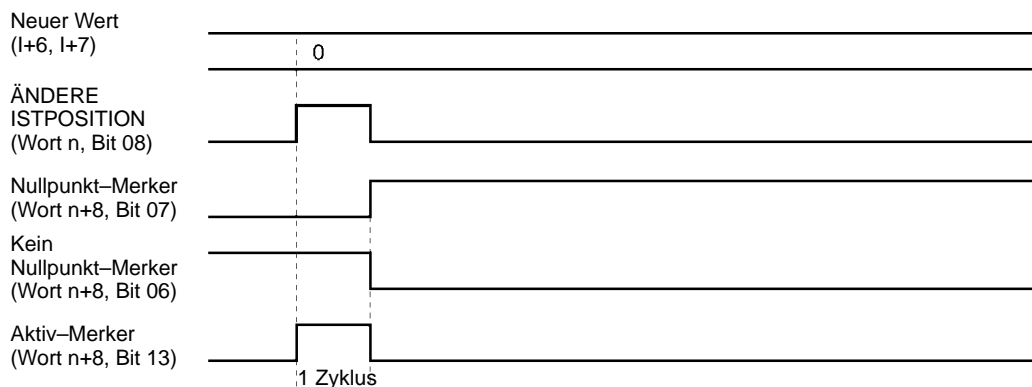 Neuer Wert
(I+6, I+7)
0
ÄNDERE
ISTPOSITION
(Wort n, Bit 08)
Nullpunkt–Merker
(Wort n+8, Bit 07)
Kein
Nullpunkt–Merker
(Wort n+8, Bit 06)
Aktiv–Merker
(Wort n+8, Bit 13)
1 Zyklus